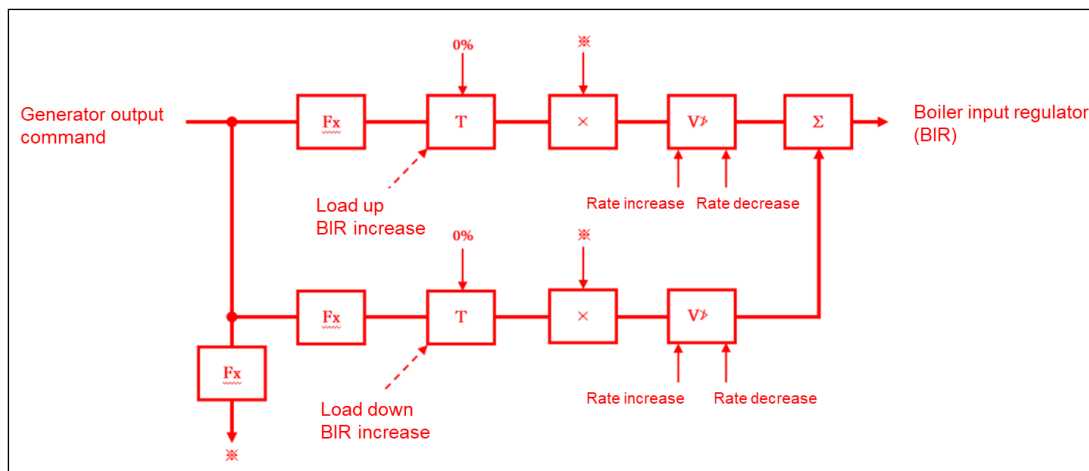 0%
※
Generator output
command
Fx
T
×
V≯
Σ
Boiler input regulator
(BIR)
Load up
BIR increase
Rate increase
Rate decrease
0%
※
Fx
T
×
V≯
Fx
Load down
BIR increase
Rate increase
Rate decrease
※